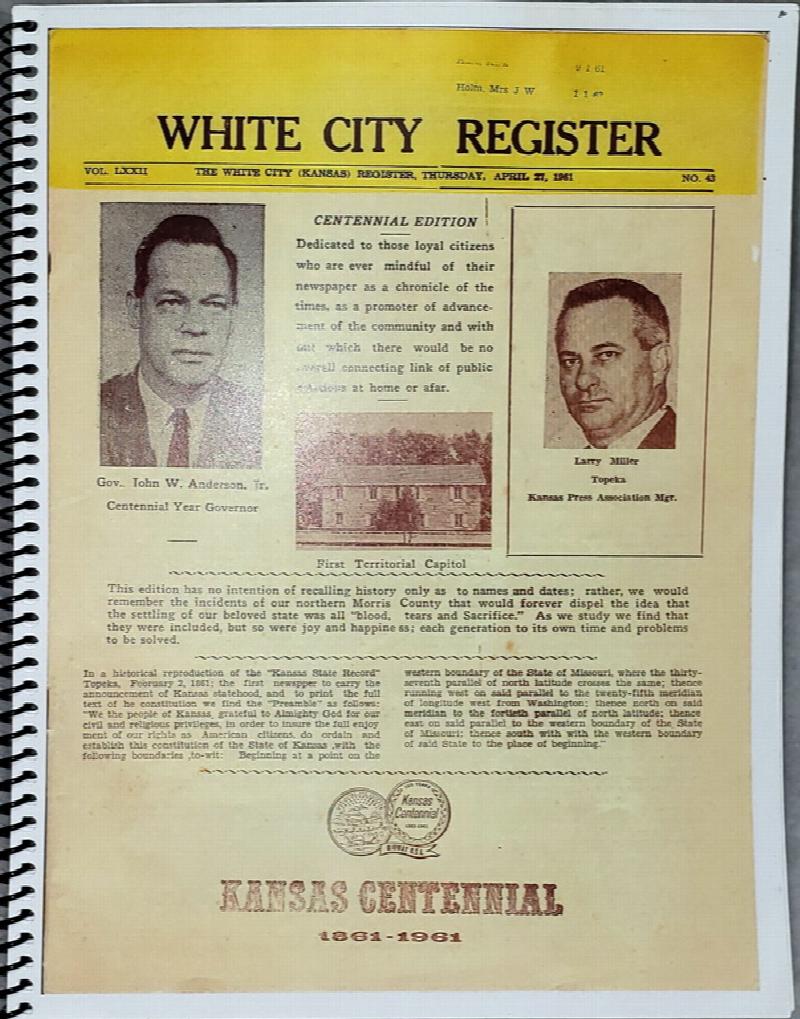 Holm, Mrs J W
WHITE CITY REGISTER
VOL. LXXII THE WHITE CITY (KANSAS) REGISTER, THURSDAY, APRIL 27, 1961 NO. 43
CENTENNIAL EDITION
Dedicated to those loyal citizens
who are ever mindful of their
newspaper as a chronicle of the
times, as a promoter of advance-
ment of the community and with
out which there would be no
connecting link of public
at home or afar.
Gov. John W. Anderson, Jr.
Centennial Year Governor
First Territorial Capitol
Larry Miller
Topeka
Kansas Press Association Mgr.
This edition has no intention of recalling history only as to names and dates; rather, we would
remember the incidents of our northern Morris County that would forever dispel the idea that
the settling of our beloved state was all "blood, tears and Sacrifice." As we study we find that
they were included, but so were joy and happiness; each generation to its own time and problems
to be solved.
In a historical reproduction of the "Kansas State Record"
Topeka, February 2, 1861; the first newspper to carry the
announcement of Kansas statehood, and to print the full
text of he constitution we find the "Preamble" as follows:
"We the people of Kansas, grateful to Almighty God for our
civil and religious privileges, in order to insure the full enjoy
ment of our rights as American citizens, do ordain and
establish this constitution of the State of Kansas ,with the
following boundaries ,to-wit: Beginning at a point on the
western boundary of the State of Missouri, where the thirty-
seventh parallel of north latitude crosses the same; thence
running west on said parallel to the twenty-fifth meridian
of longitude west from Washington; thence north on said
meridian to the fortieth parallel of north latitude; thence
east on said parallel to the western boundary of the State
of Missouri; thence south with with the western boundary
of said State to the place of beginning."
Kansas
Centennial
1861-1961
MIDWAY U.S.A.
KANSAS CENTENNIAL
1861-1961